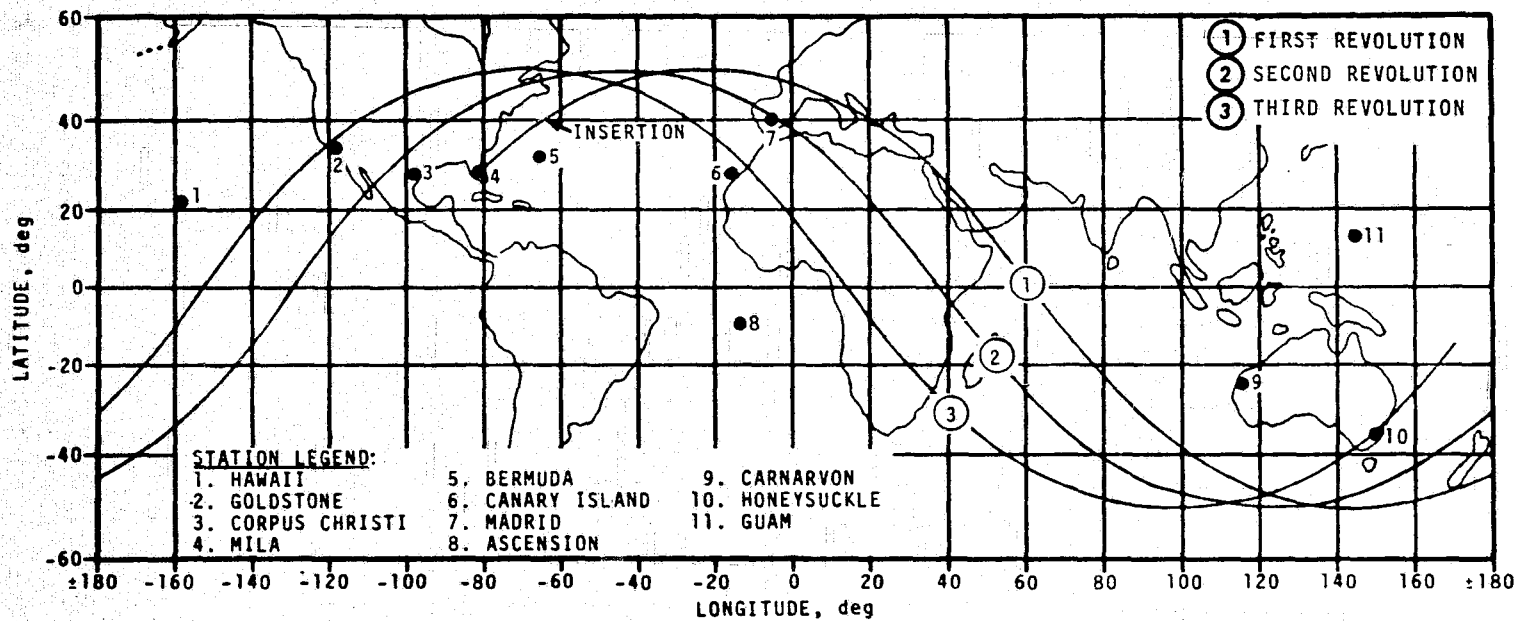 60
40
20
0
-20
-40
-60
LATITUDE, deg
1 FIRST REVOLUTION
2 SECOND REVOLUTION
3 THIRD REVOLUTION
INSERTION
1
2
3
4
5
6
7
8
9
10
11
1
2
3
STATION LEGEND:
1. HAWAII
2. GOLDSTONE
3. CORPUS CHRISTI
4. MILA
5. BERMUDA
6. CANARY ISLAND
7. MADRID
8. ASCENSION
9. CARNARVON
10. HONEYSUCKLE
11. GUAM
±180 -160 -140 -120 -100 -80 -60 -40 -20 0 20 40 60 80 100 120 140 160 ±180
LONGITUDE, deg